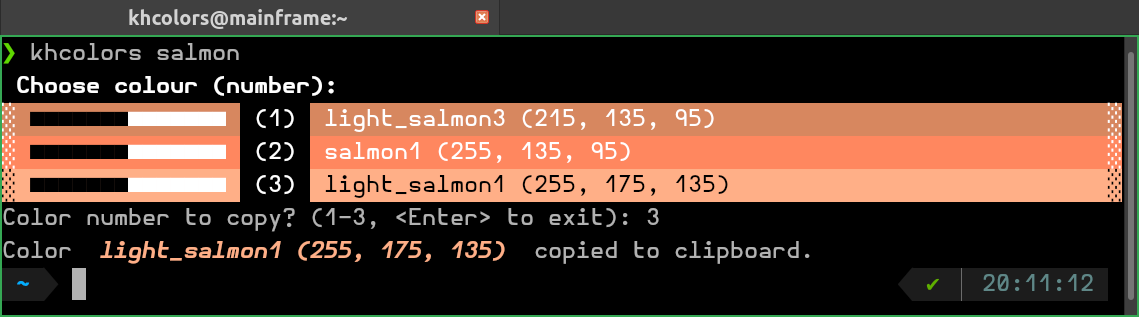 khcolors@mainframe:~
❯ khcolors salmon
Choose colour (number):
(1) light_salmon3 (215, 135, 95)
(2) salmon1 (255, 135, 95)
(3) light_salmon1 (255, 175, 135)
Color number to copy? (1-3, <Enter> to exit): 3
Color light_salmon1 (255, 175, 135) copied to clipboard.
~ ✔ 20:11:12